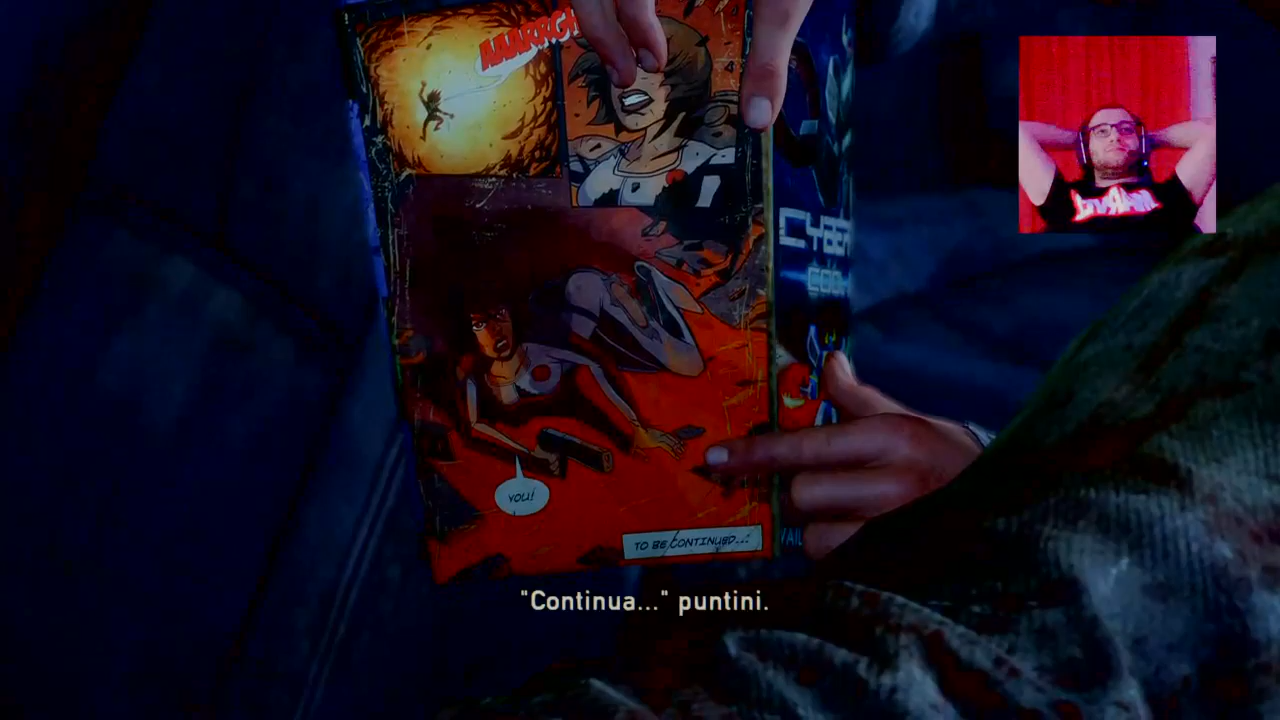 AAARRGH
CYBER
YOU!
TO BE CONTINUED...
"Continua..." puntini.